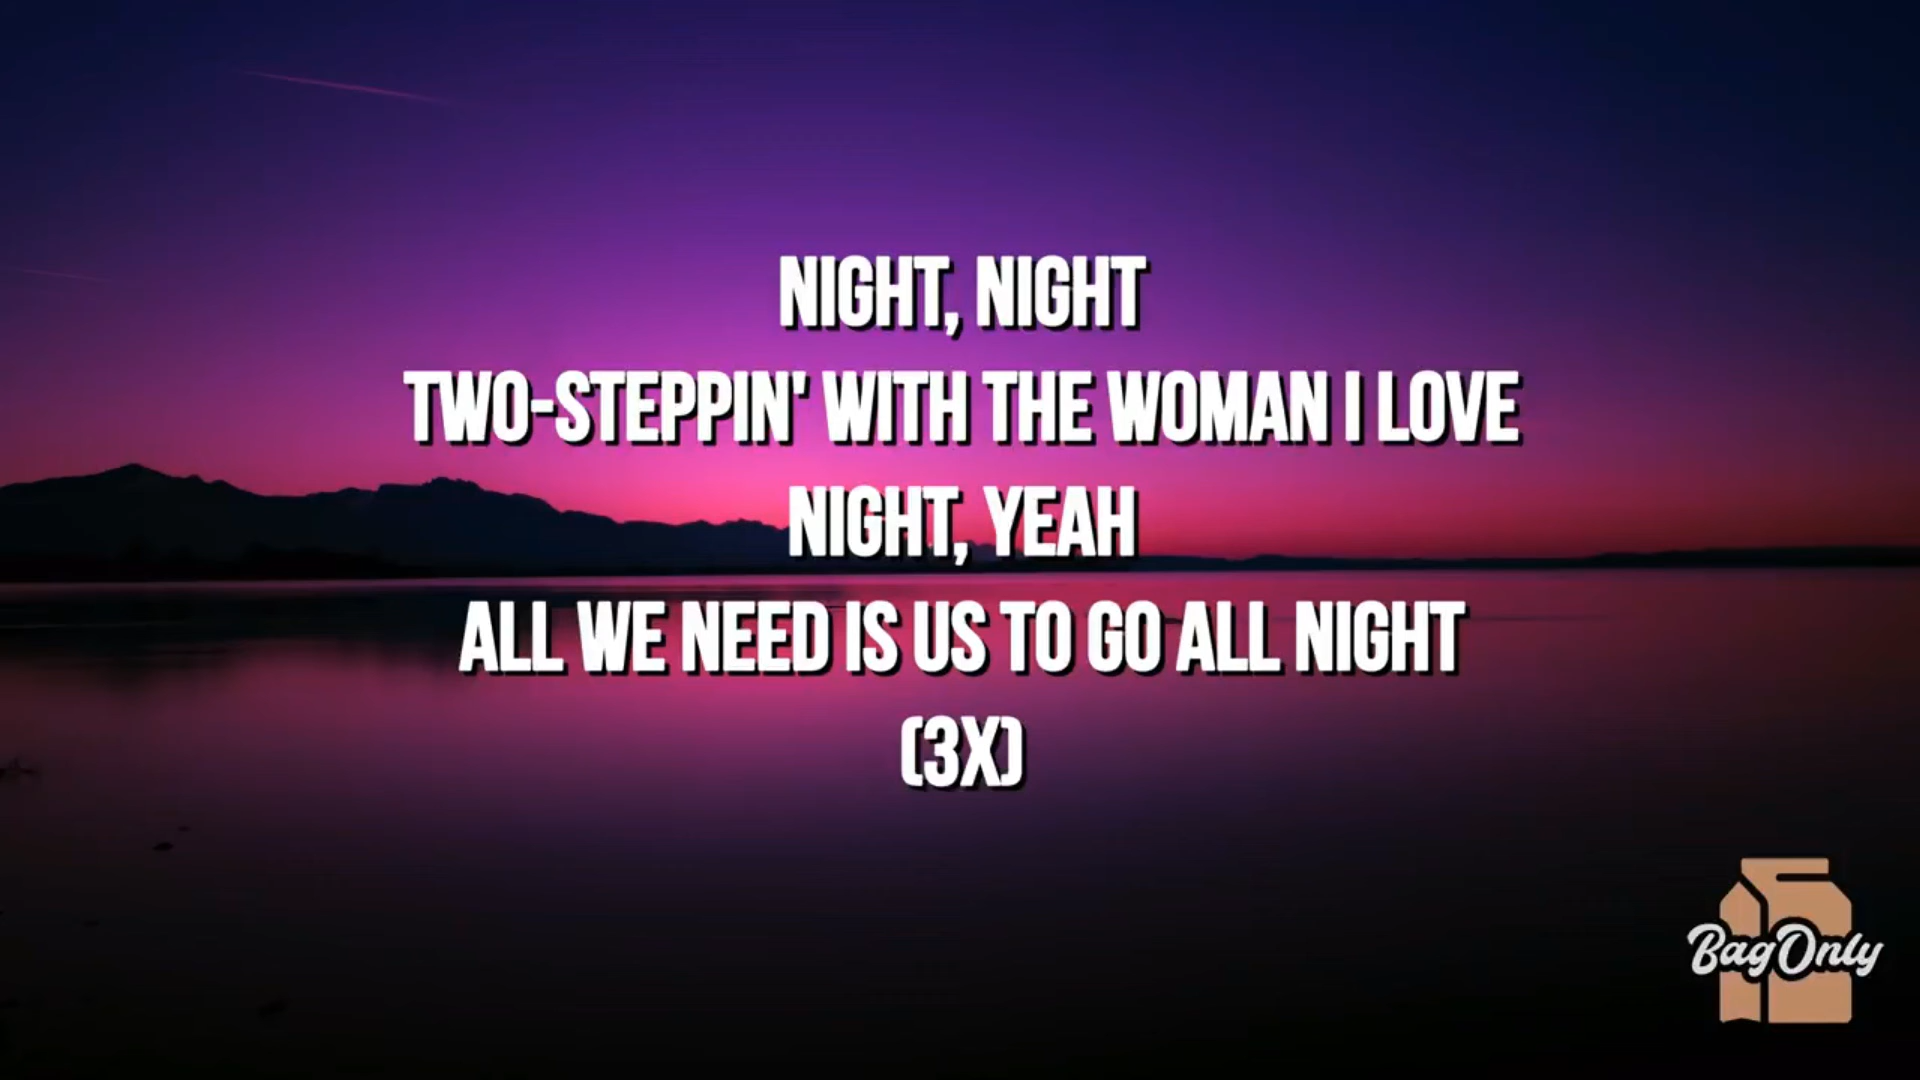 NIGHT, NIGHT
TWO-STEPPIN' WITH THE WOMAN I LOVE
NIGHT, YEAH
ALL WE NEED IS US TO GO ALL NIGHT
(3X)
BagOnly